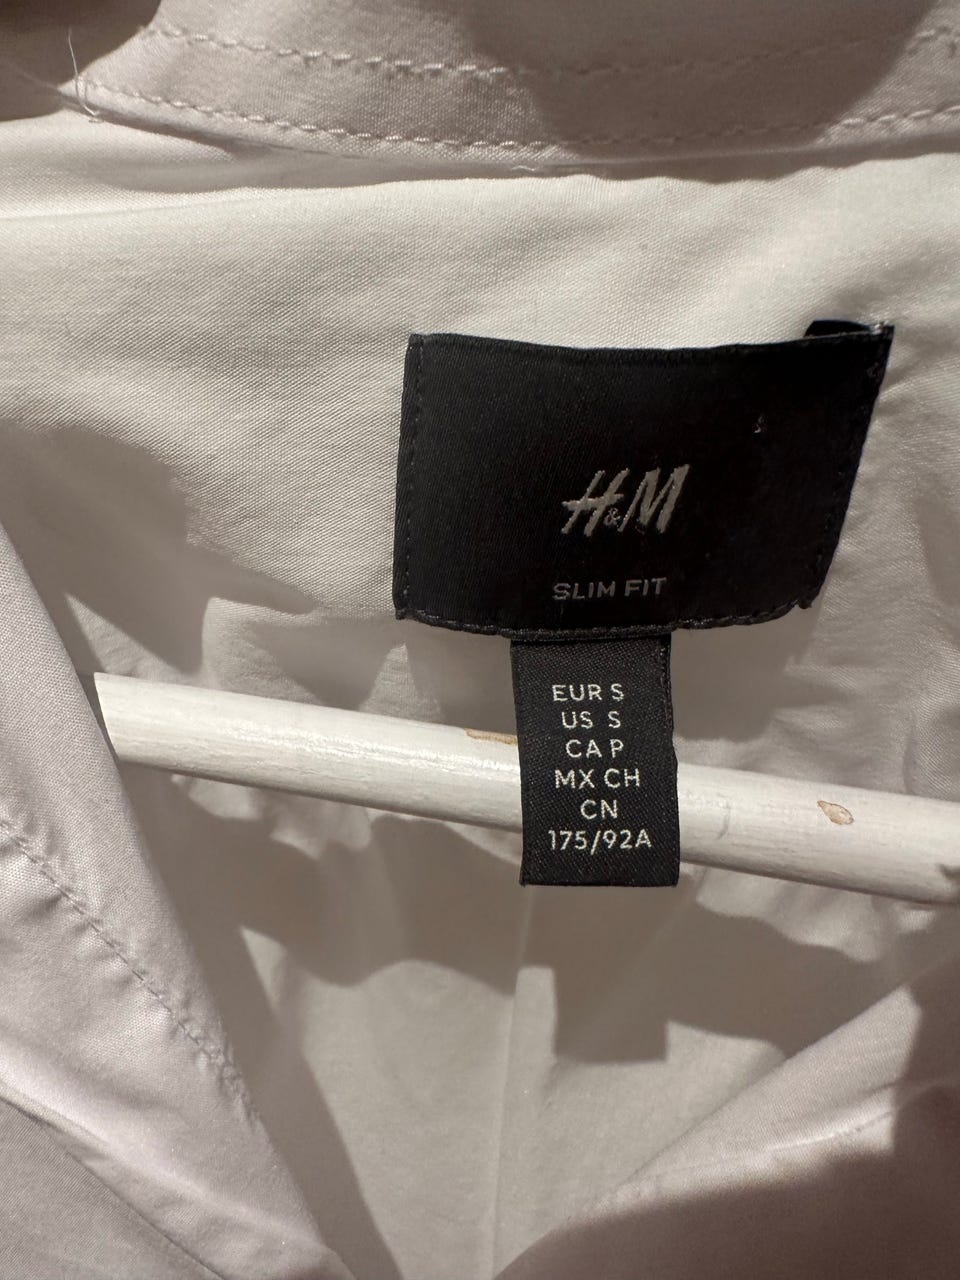 H&M
SLIM FIT
EUR S
US S
CA P
MX CH
CN
175/92A